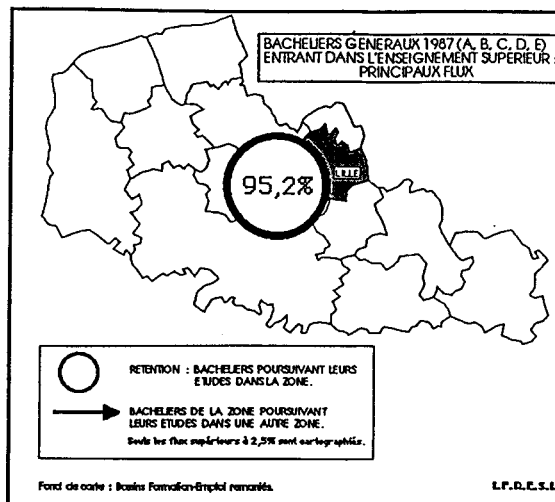 BACHELIERS GENERAUX 1987 (A, B, C, D, E)
ENTRANT DANS L'ENSEIGNEMENT SUPERIEUR :
PRINCIPAUX FLUX
LILLE
95,2%
RETENTION : BACHELIERS POURSUIVANT LEURS
ETUDES DANS LA ZONE.
BACHELIERS DE LA ZONE POURSUIVANT
LEURS ETUDES DANS UNE AUTRE ZONE.
Seuls les flux supérieurs à 2,5% sont cartographiés.
Fond de carte : Bassins Formation-Emploi remaniés.
I.F.R.E.S.I.